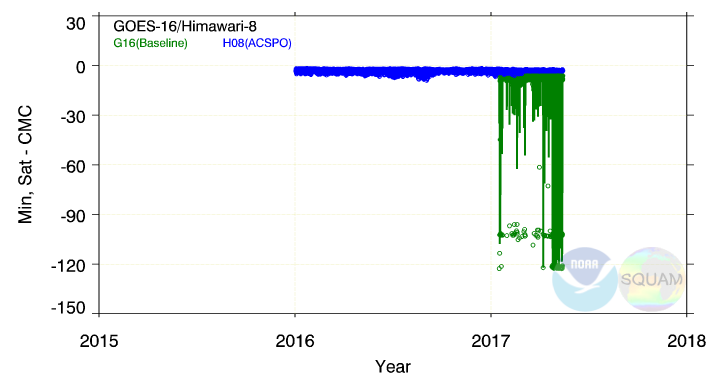 GOES-16/Himawari-8
G16(Baseline) H08(ACSPO)
30
0
-30
-60
-90
-120
-150
Min, Sat - CMC
2015 2016 2017 2018
Year
NOAA
SQUAM